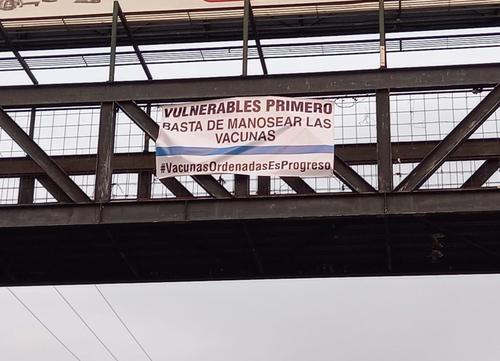 VULNERABLES PRIMERO
BASTA DE MANOSEAR LAS
VACUNAS
#VacunasOrdenadasEsProgreso